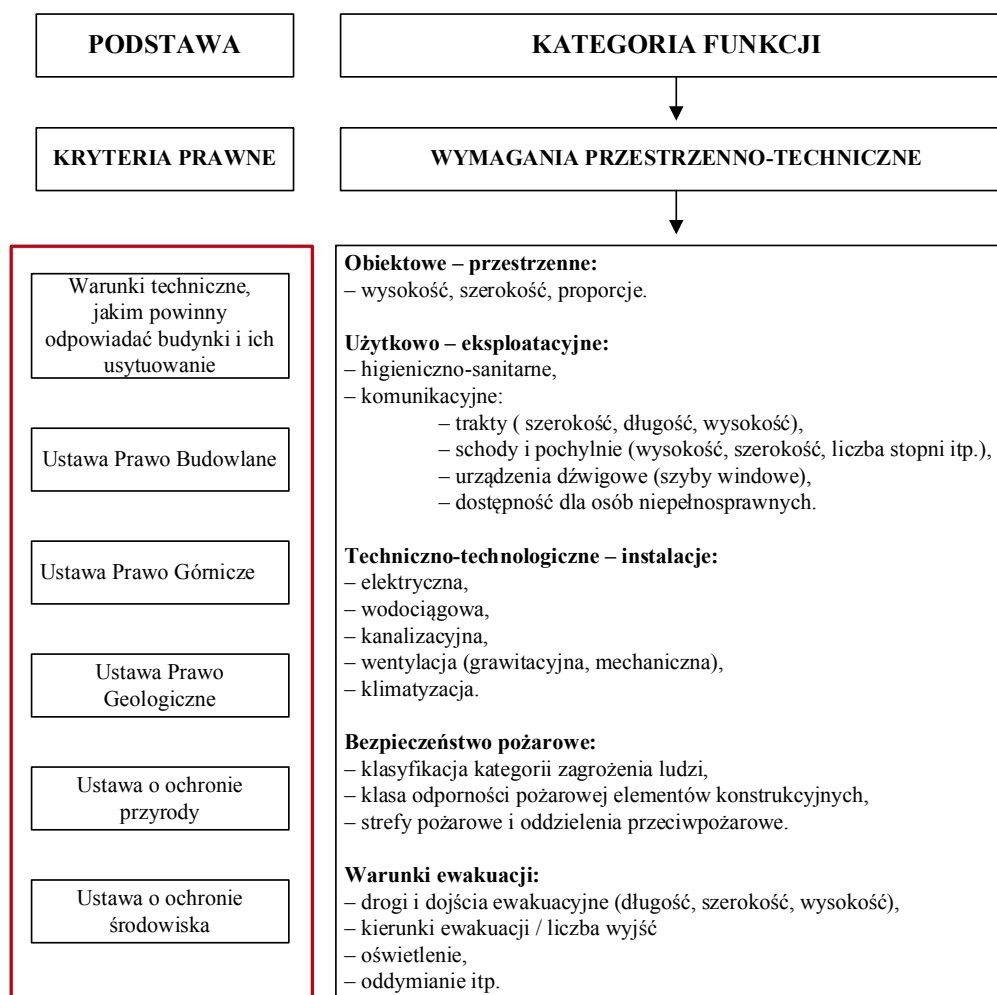 PODSTAWA
KATEGORIA FUNKCJI
KRYTERIA PRAWNE
WYMAGANIA PRZESTRZENNO-TECHNICZNE
Warunki techniczne,
jakim powinny
odpowiadać budynki i ich
usytuowanie
Ustawa Prawo Budowlane
Ustawa Prawo Górnicze
Ustawa Prawo
Geologiczne
Ustawa o ochronie
przyrody
Ustawa o ochronie
środowiska
Obiektowe – przestrzenne:
– wysokość, szerokość, proporcje.
Użytkowo – eksploatacyjne:
– higieniczno-sanitarne,
– komunikacyjne:
– trakty ( szerokość, długość, wysokość),
– schody i pochylnie (wysokość, szerokość, liczba stopni itp.),
– urządzenia dźwigowe (szyby windowe),
– dostępność dla osób niepełnosprawnych.
Techniczno-technologiczne – instalacje:
– elektryczna,
– wodociągowa,
– kanalizacyjna,
– wentylacja (grawitacyjna, mechaniczna),
– klimatyzacja.
Bezpieczeństwo pożarowe:
– klasyfikacja kategorii zagrożenia ludzi,
– klasa odporności pożarowej elementów konstrukcyjnych,
– strefy pożarowe i oddzielenia przeciwpożarowe.
Warunki ewakuacji:
– drogi i dojścia ewakuacyjne (długość, szerokość, wysokość),
– kierunki ewakuacji / liczba wyjść
– oświetlenie,
– oddymianie itp.